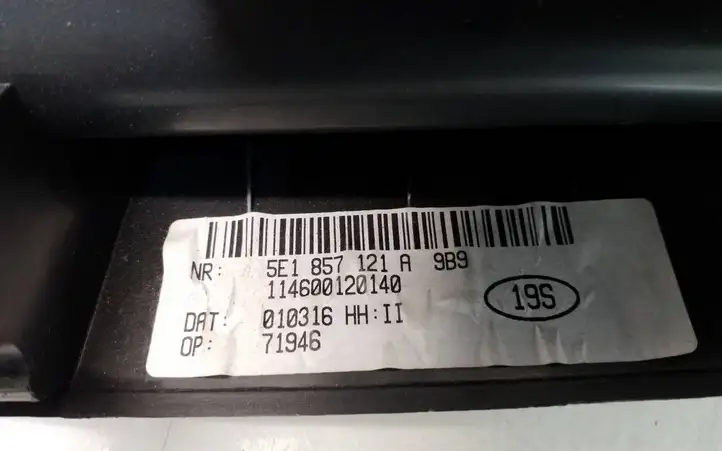 NR: 5E1 857 121 A 9B9
114600120140
19S
DAT: 010316 HH:II
OP: 71946